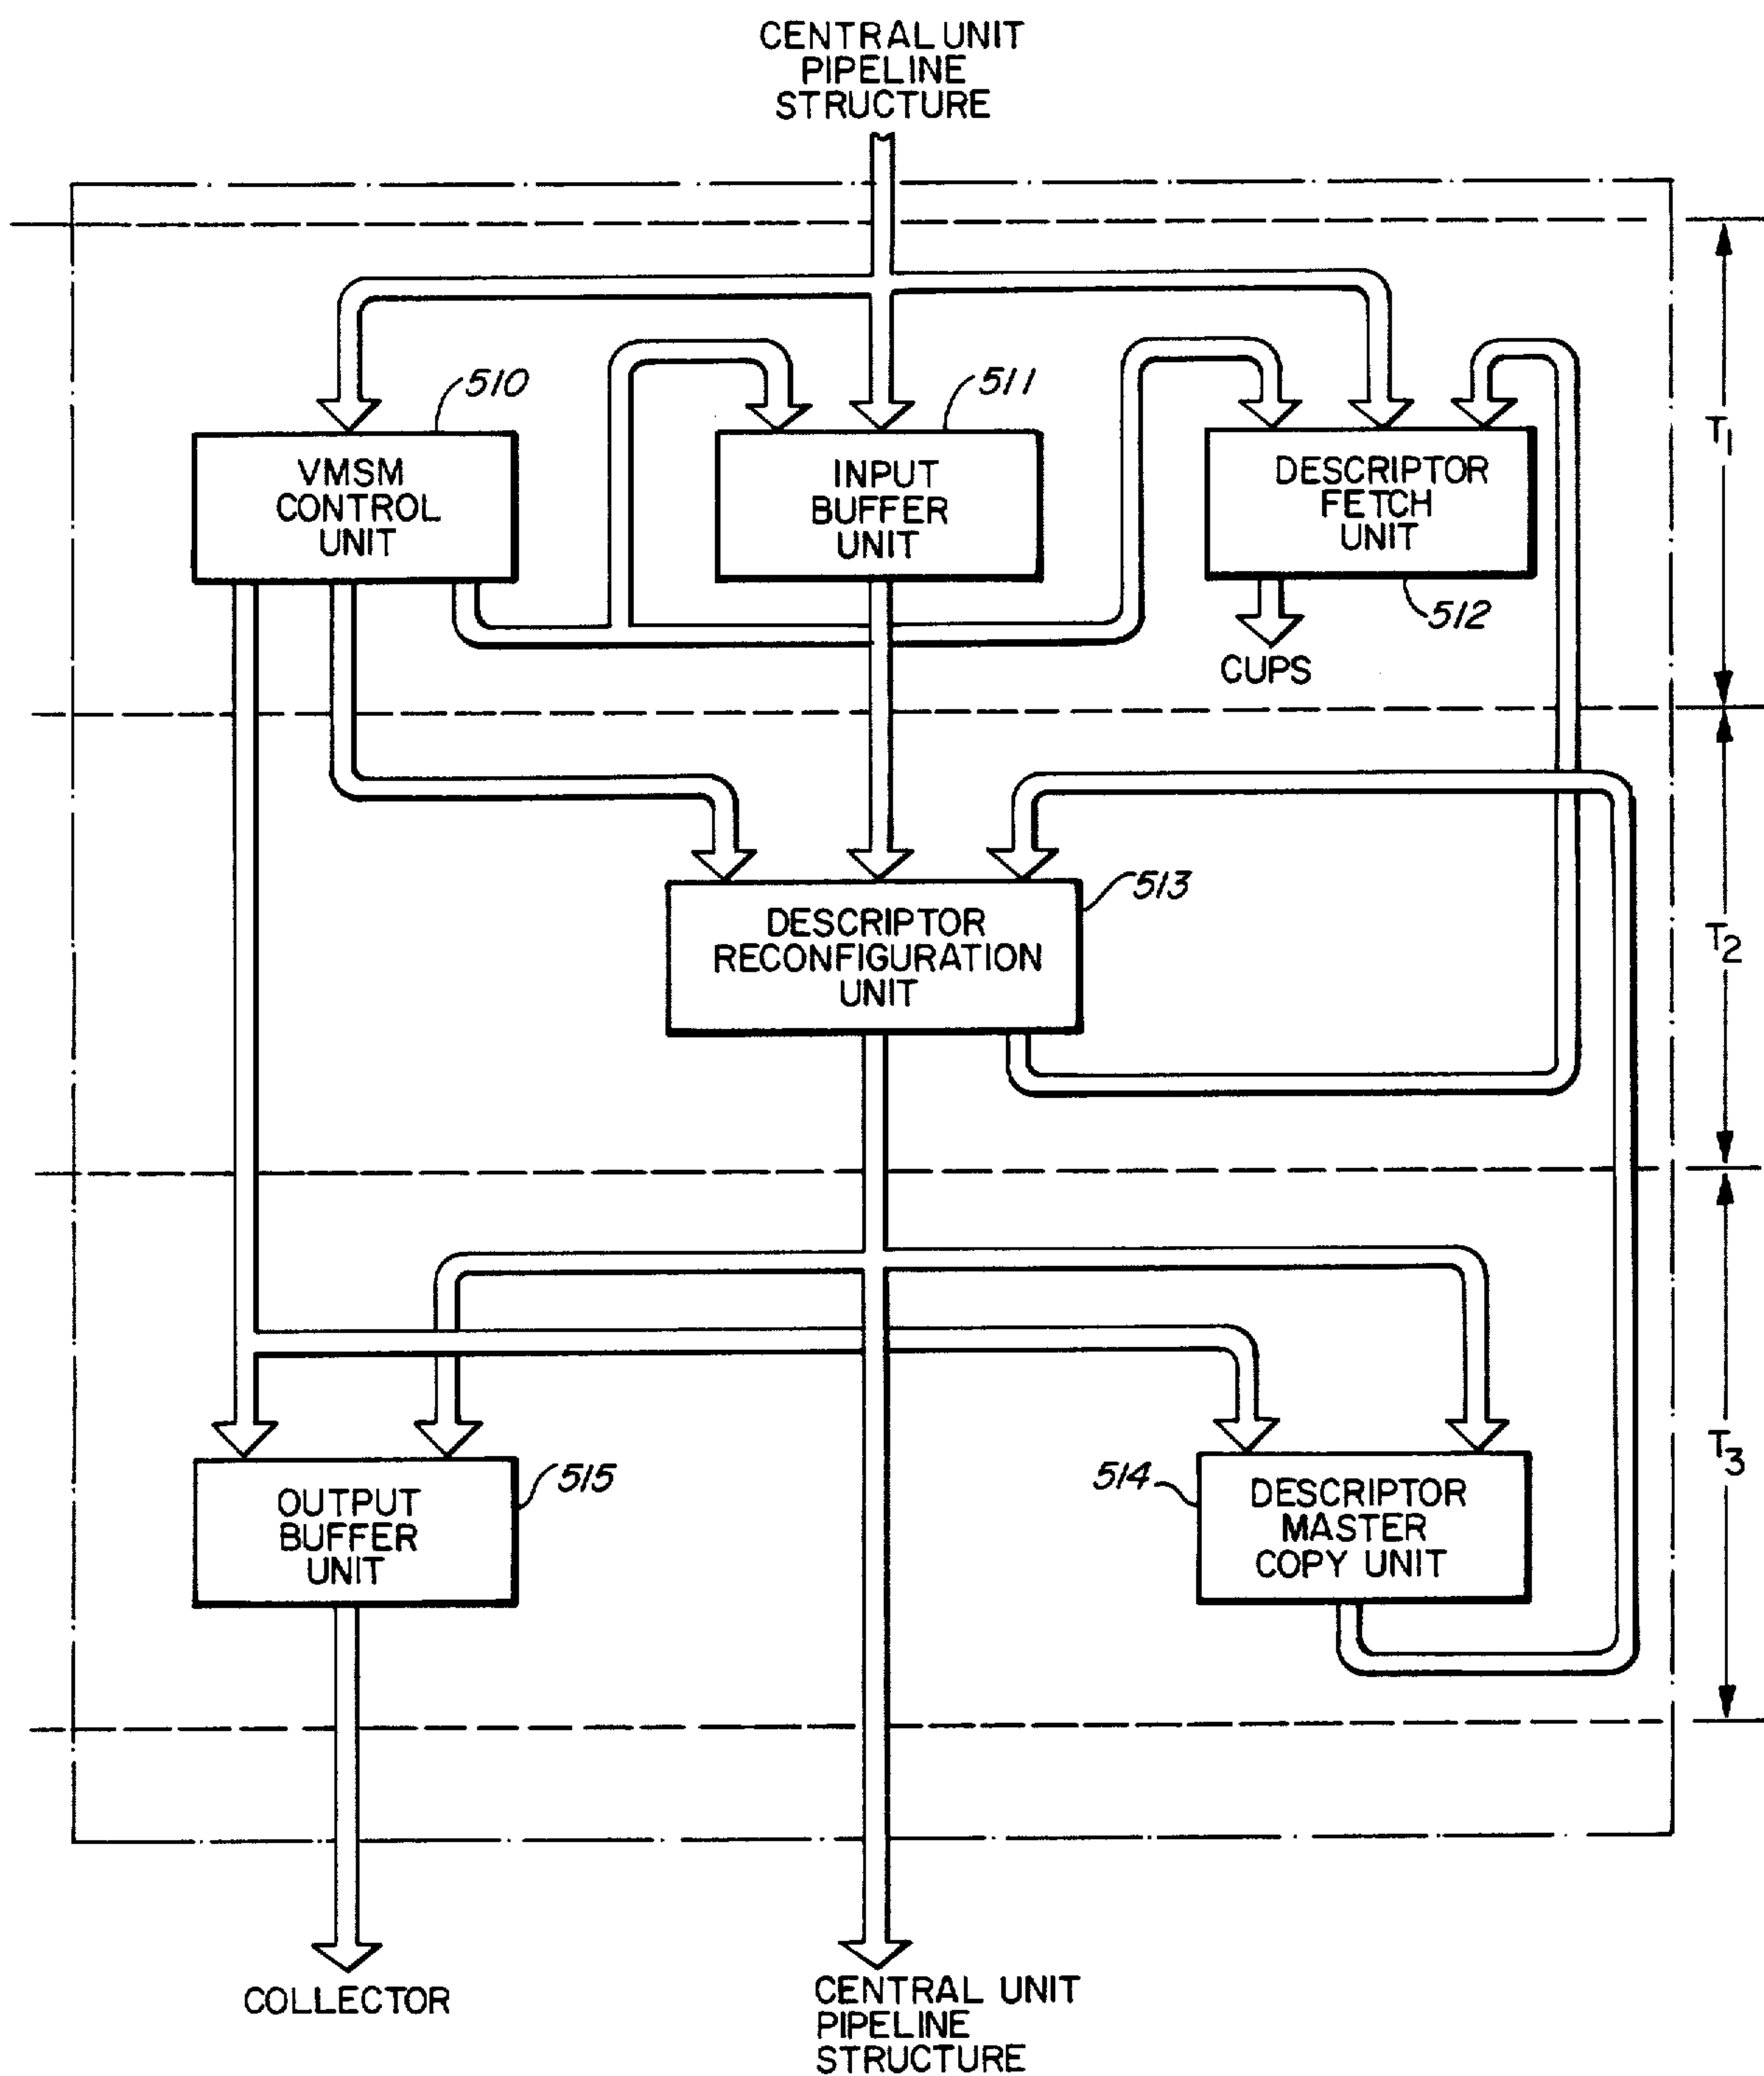 CENTRAL UNIT
PIPELINE
STRUCTURE
510
511
VMSM
CONTROL
UNIT
INPUT
BUFFER
UNIT
DESCRIPTOR
FETCH
UNIT
T1
512
CUPS
513
DESCRIPTOR
RECONFIGURATION
UNIT
T2
515
OUTPUT
BUFFER
UNIT
514
DESCRIPTOR
MASTER
COPY UNIT
T3
COLLECTOR
CENTRAL UNIT
PIPELINE
STRUCTURE